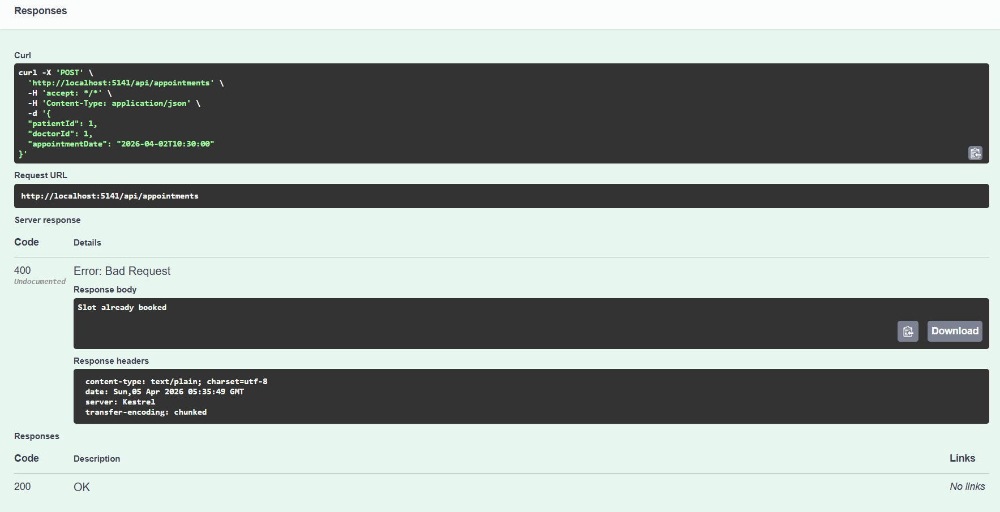 Responses
Curl
curl -X 'POST' \
'http://localhost:5141/api/appointments' \
-H 'accept: */*' \
-H 'Content-Type: application/json' \
-d '{
"patientId": 1,
"doctorId": 1,
"appointmentDate": "2026-04-02T10:30:00"
}'
Request URL
http://localhost:5141/api/appointments
Server response
Code Details
400 Error: Bad Request
Undocumented
Response body
Slot already booked
Download
Response headers
content-type: text/plain; charset=utf-8
date: Sun,05 Apr 2026 05:35:49 GMT
server: Kestrel
transfer-encoding: chunked
Responses
Code Description Links
200 OK No links